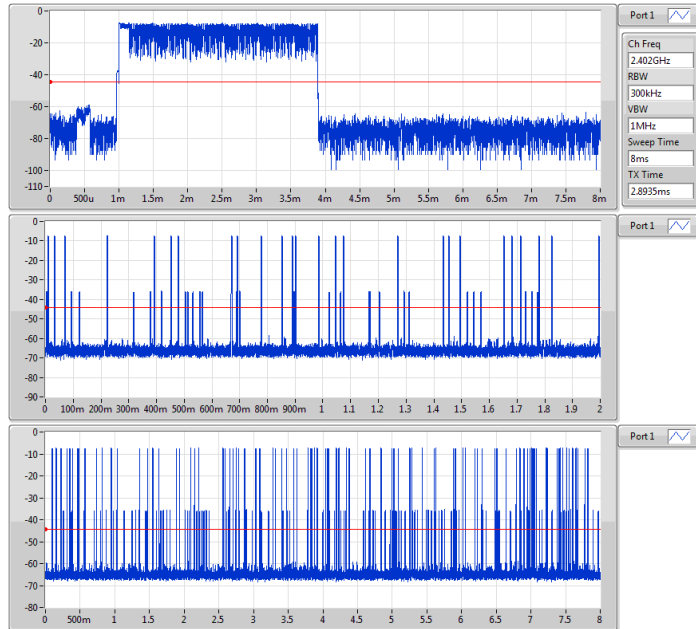 0-
-20-
-40-
-60-
-80-
-100-
-110-
0 500u 1m 1.5m 2m 2.5m 3m 3.5m 4m 4.5m 5m 5.5m 6m 6.5m 7m 7.5m 8m
Port 1
Ch Freq
2.402GHz
RBW
300kHz
VBW
1MHz
Sweep Time
8ms
TX Time
2.8935ms
0-
-10-
-20-
-30-
-40-
-50-
-60-
-70-
-80-
-90-
0 100m 200m 300m 400m 500m 600m 700m 800m 900m 1 1.1 1.2 1.3 1.4 1.5 1.6 1.7 1.8 1.9 2
Port 1
0-
-10-
-20-
-30-
-40-
-50-
-60-
-70-
-80-
0 500m 1 1.5 2 2.5 3 3.5 4 4.5 5 5.5 6 6.5 7 7.5 8
Port 1